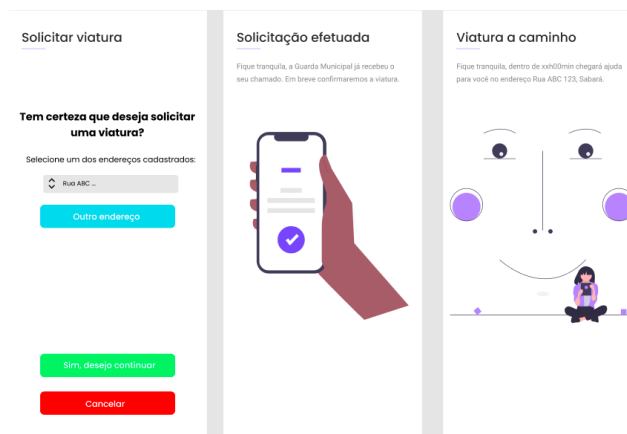 Solicitar viatura
Tem certeza que deseja solicitar
uma viatura?
Selecione um dos endereços cadastrados:
Rua ABC ...
Outro endereço
Sim, desejo continuar
Cancelar
Solicitação efetuada
Fique tranquila, a Guarda Municipal já recebeu o
seu chamado. Em breve confirmaremos a viatura.
Viatura a caminho
Fique tranquila, dentro de xxh00min chegará ajuda
para você no endereço Rua ABC 123, Sabará.